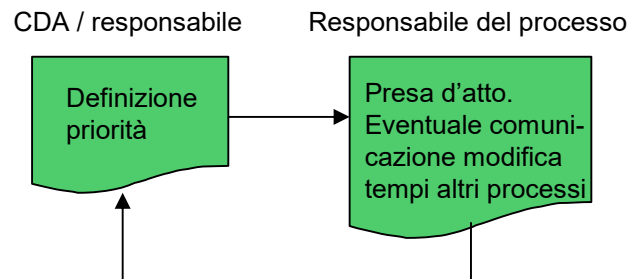 CDA / responsabile
Responsabile del processo
Definizione
priorità
Presa d’atto.
Eventuale comuni-
cazione modifica
tempi altri processi